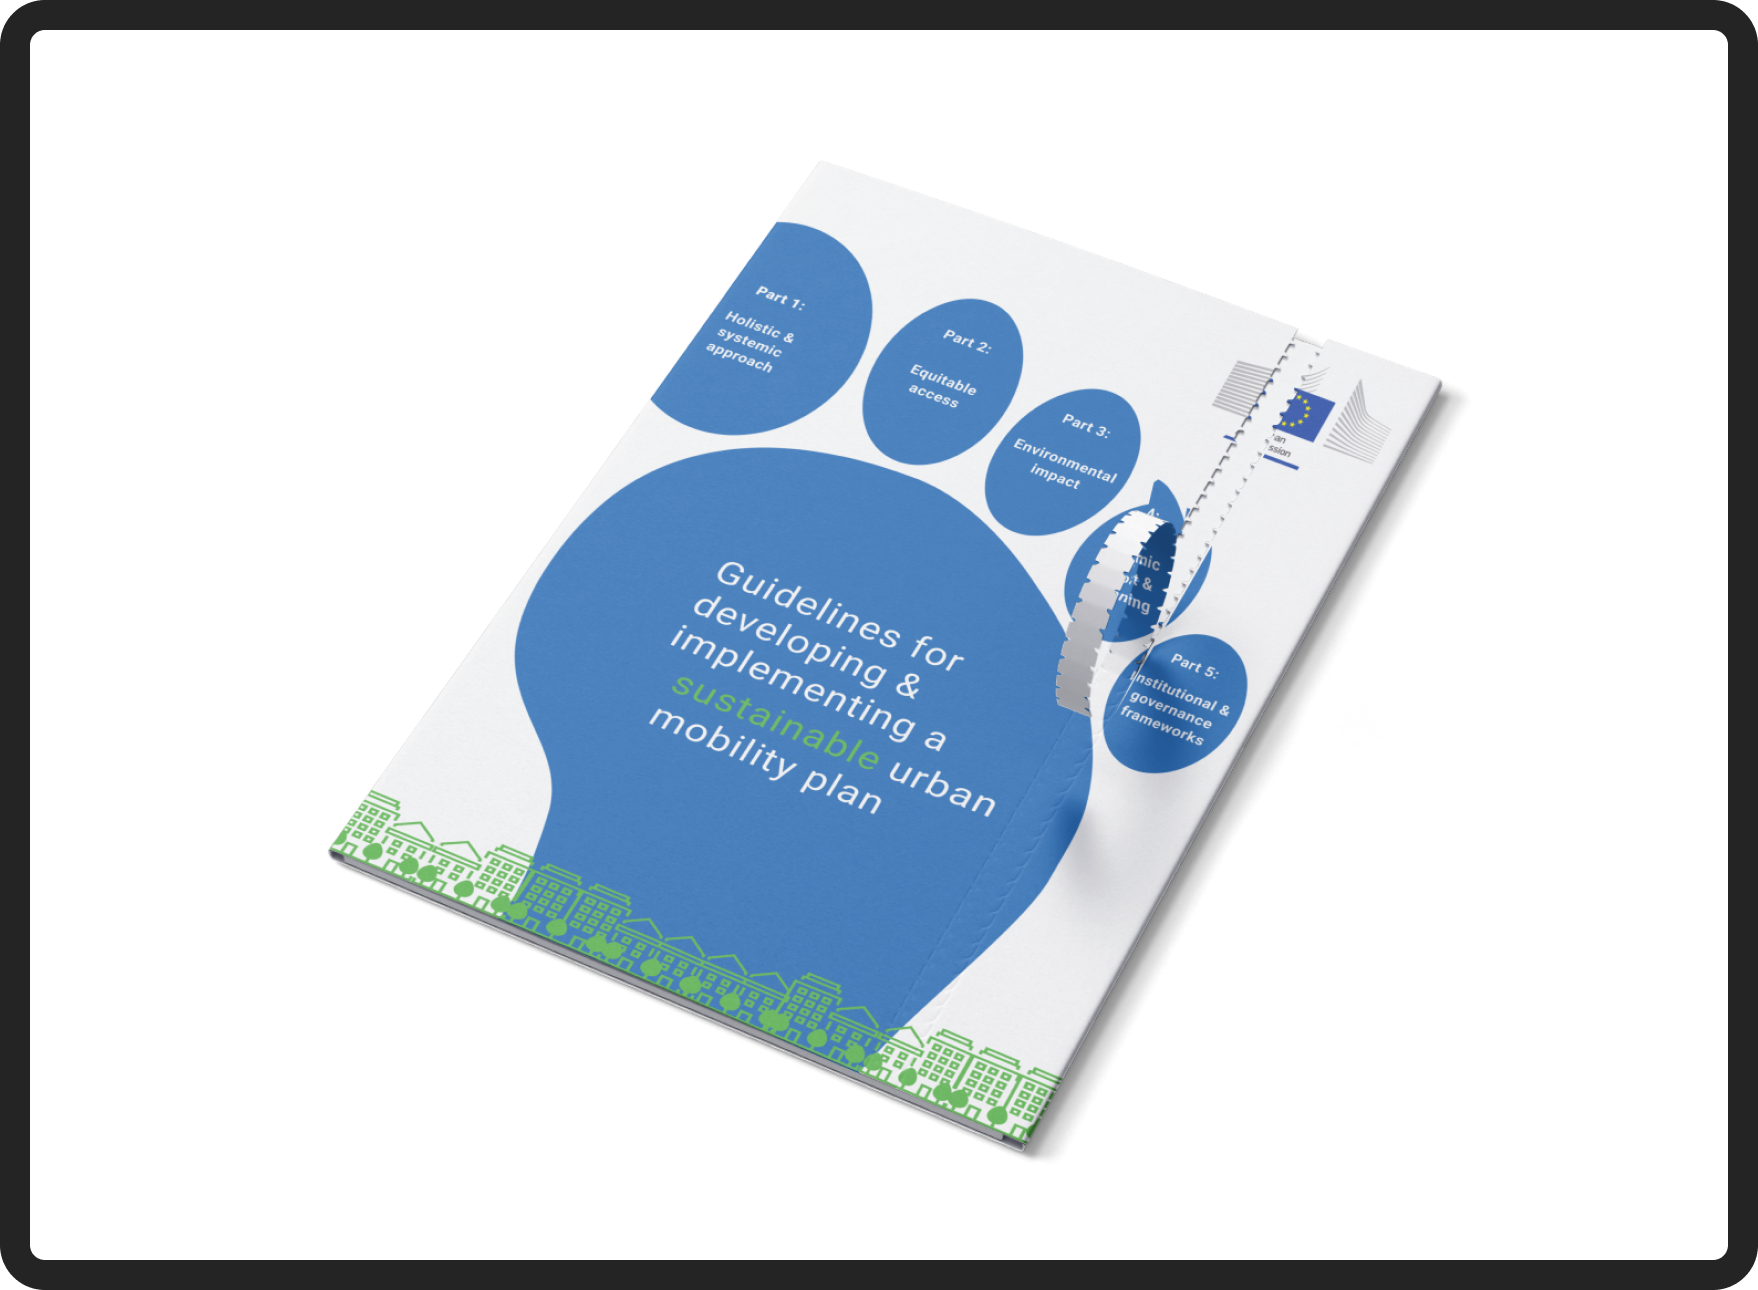 Part 1:
Holistic &
systemic
approach
Part 2:
Equitable
access
Part 3:
Environmental
impact
Part 5:
Institutional &
governance
frameworks
Guidelines for
developing &
implementing a
sustainable urban
mobility plan